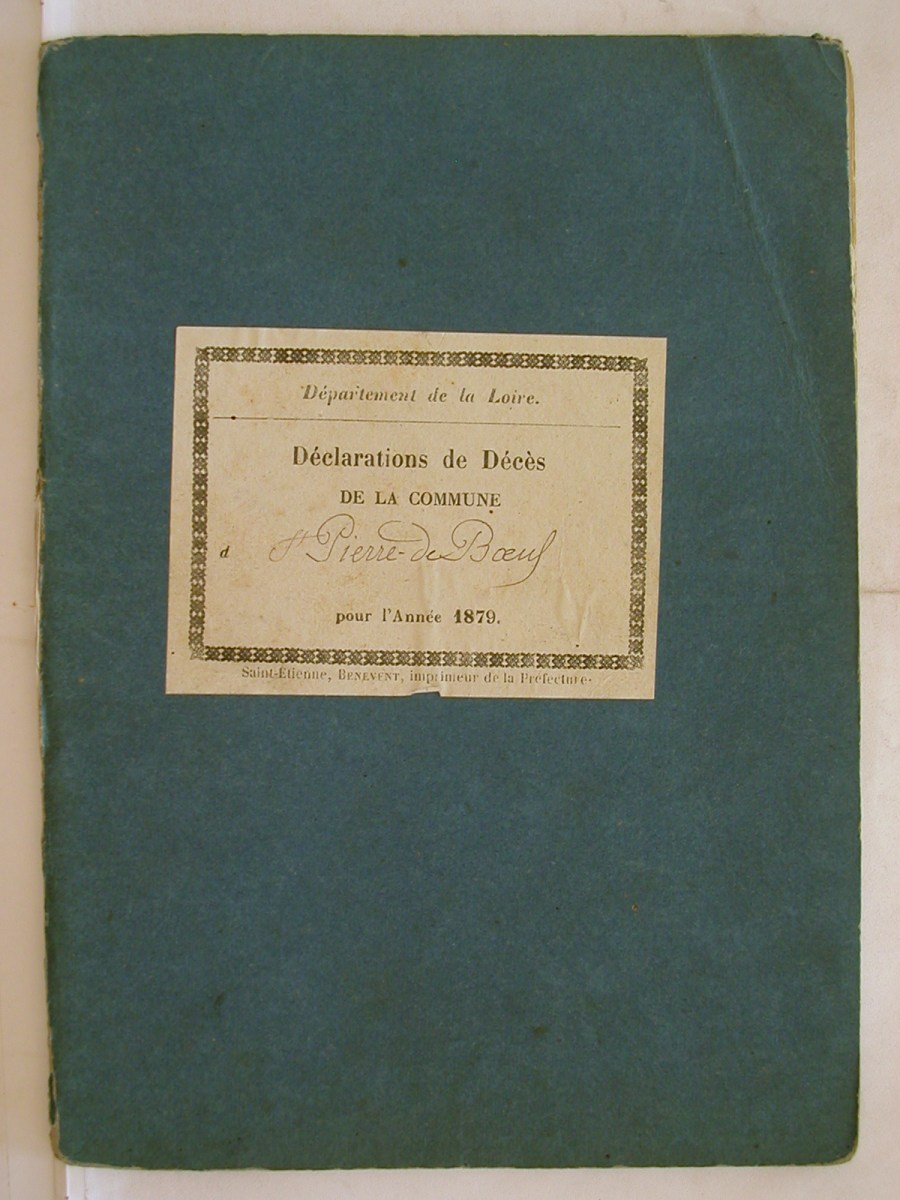 Département de la Loire.
Déclarations de Décès
DE LA COMMUNE
d St Pierre-de-Bœuf
pour l'Année 1879.
Saint-Étienne, BÉNEVENT, imprimeur de la Préfecture.